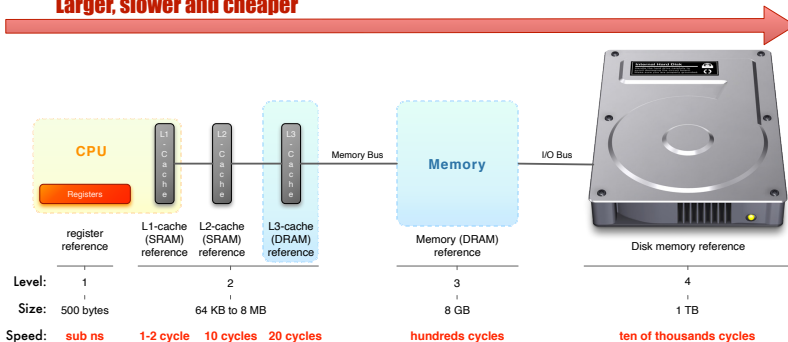 Larger, slower and cheaper
Internal Hard Disk
CPU
Registers
L1-Cache
L2-Cache
L3-Cache
Memory Bus
Memory
I/O Bus
register reference
L1-cache (SRAM) reference
L2-cache (SRAM) reference
L3-cache (DRAM) reference
Memory (DRAM) reference
Disk memory reference
Level: 1 2 3 4
Size: 500 bytes 64 KB to 8 MB 8 GB 1 TB
Speed: sub ns 1-2 cycle 10 cycles 20 cycles hundreds cycles ten of thousands cycles